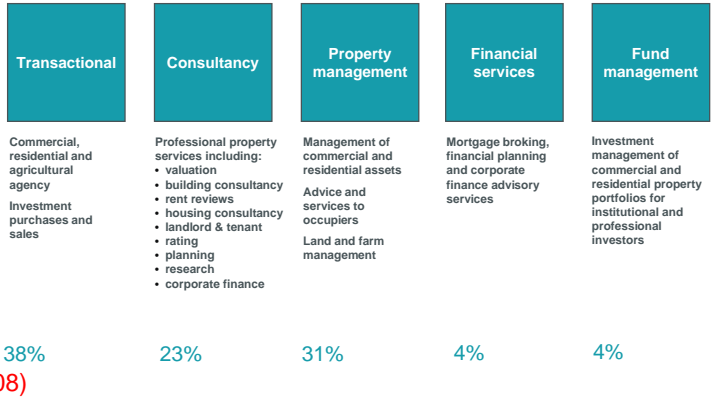 Transactional
Consultancy
Property
management
Financial
services
Fund
management
Commercial,
residential and
agricultural
agency
Investment
purchases and
sales
Professional property
services including:
• valuation
• building consultancy
• rent reviews
• housing consultancy
• landlord & tenant
• rating
• planning
• research
• corporate finance
Management of
commercial and
residential assets
Advice and
services to
occupiers
Land and farm
management
Mortgage broking,
financial planning
and corporate
finance advisory
services
Investment
management of
commercial and
residential property
portfolios for
institutional and
professional
investors
38%
23%
31%
4%
4%
08)